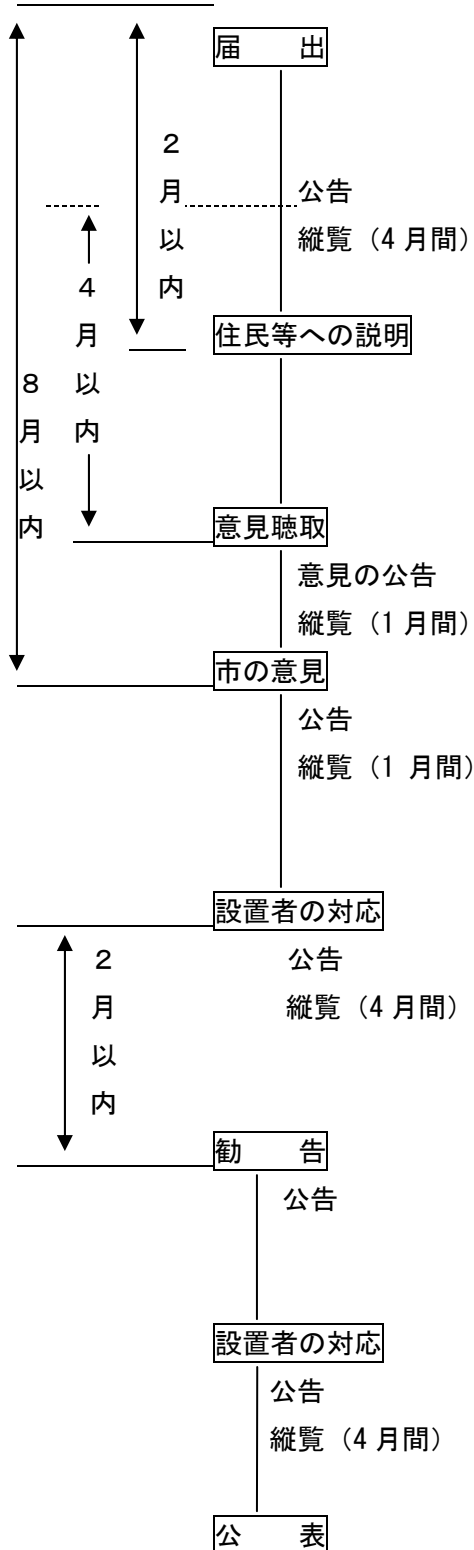 届　　出
2月以内
公告
縦覧（4月間）
4月以内
8月以内
住民等への説明
意見聴取
意見の公告
縦覧（1月間）
市の意見
公告
縦覧（1 月間）
設置者の対応
2月以内
公告
縦覧（4月間）
勧　　告
公告
設置者の対応
公告
縦覧（4月間）
公　　表